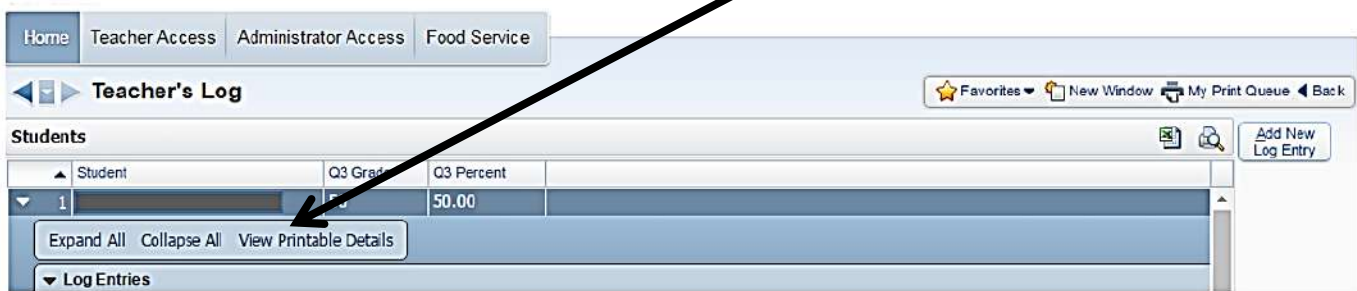 Home Teacher Access Administrator Access Food Service
Teacher's Log
Favorites New Window My Print Queue Back
Students
Add New
Log Entry
Student Q3 Grade Q3 Percent
1 50.00
Expand All Collapse All View Printable Details
Log Entries